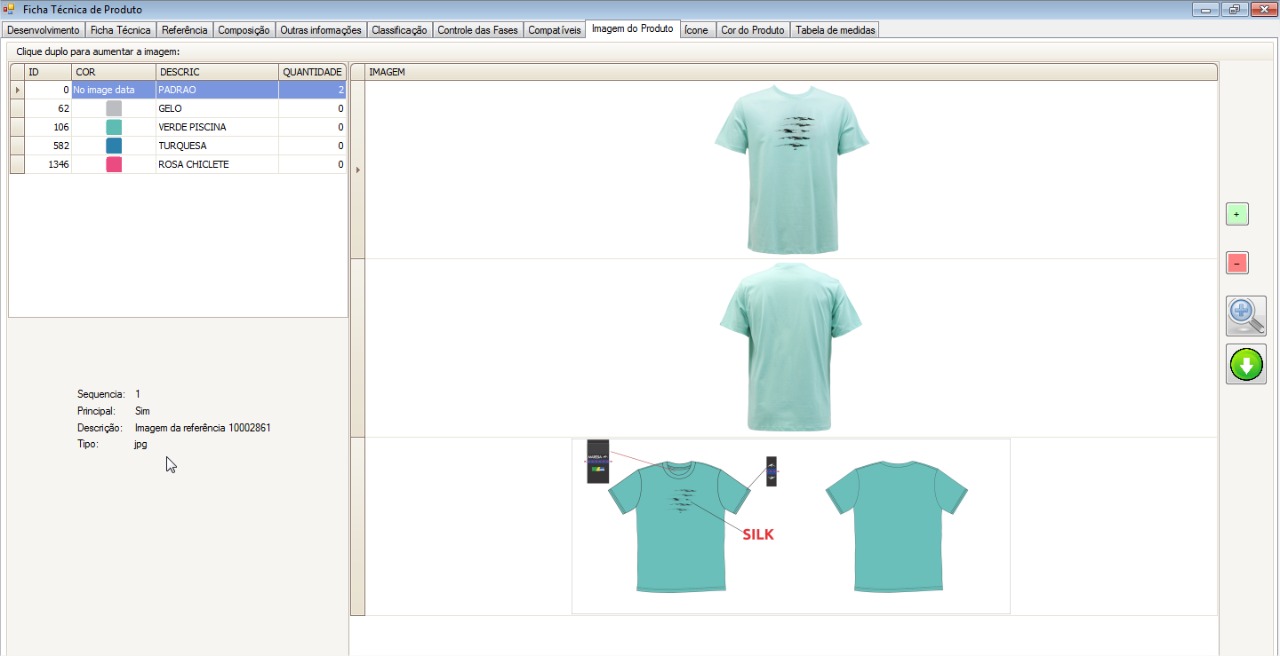 Ficha Técnica de Produto
Desenvolvimento Ficha Técnica Referência Composição Outras informações Classificação Controle das Fases Compatíveis Imagem do Produto Ícone Cor do Produto Tabela de medidas
Clique duplo para aumentar a imagem:
ID COR DESCRIC QUANTIDADE IMAGEM
0 No image data PADRAO 2
62 GELO 0
106 VERDE PISCINA 0
582 TURQUESA 0
1346 ROSA CHICLETE 0
+
-
Sequencia: 1
Principal: Sim
Descrição: Imagem da referência 10002861
Tipo: jpg
SILK